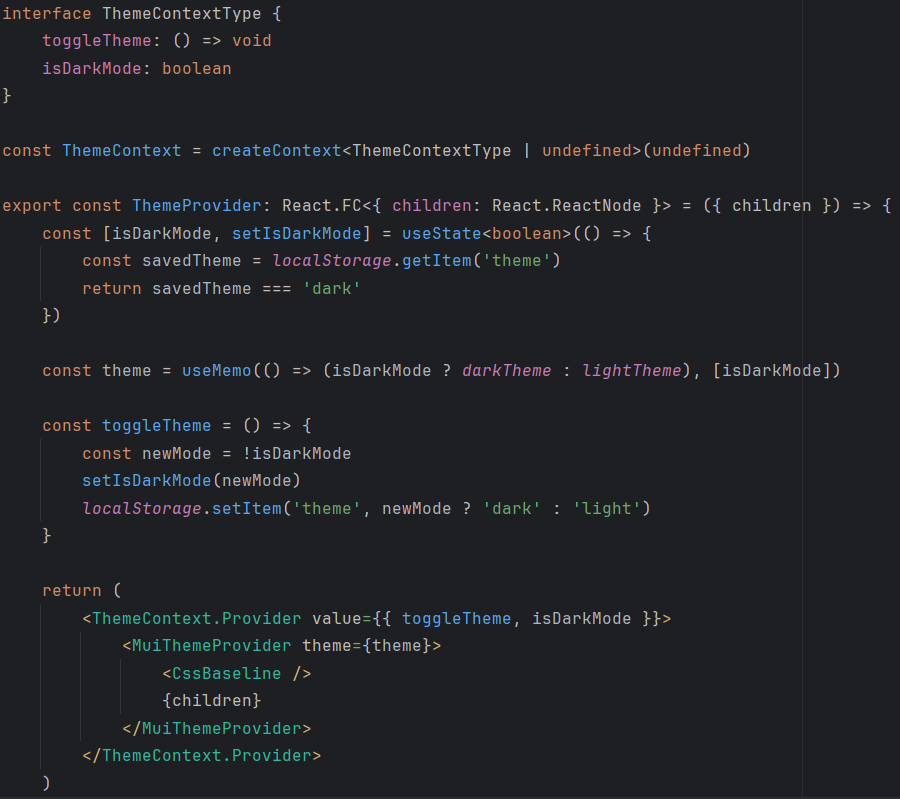 interface ThemeContextType {
    toggleTheme: () => void
    isDarkMode: boolean
}

const ThemeContext = createContext<ThemeContextType | undefined>(undefined)

export const ThemeProvider: React.FC<{ children: React.ReactNode }> = ({ children }) => {
    const [isDarkMode, setIsDarkMode] = useState<boolean>(() => {
        const savedTheme = localStorage.getItem('theme')
        return savedTheme === 'dark'
    })

    const theme = useMemo(() => (isDarkMode ? darkTheme : lightTheme), [isDarkMode])

    const toggleTheme = () => {
        const newMode = !isDarkMode
        setIsDarkMode(newMode)
        localStorage.setItem('theme', newMode ? 'dark' : 'light')
    }

    return (
        <ThemeContext.Provider value={{ toggleTheme, isDarkMode }}>
            <MuiThemeProvider theme={theme}>
                <CssBaseline />
                {children}
            </MuiThemeProvider>
        </ThemeContext.Provider>
    )